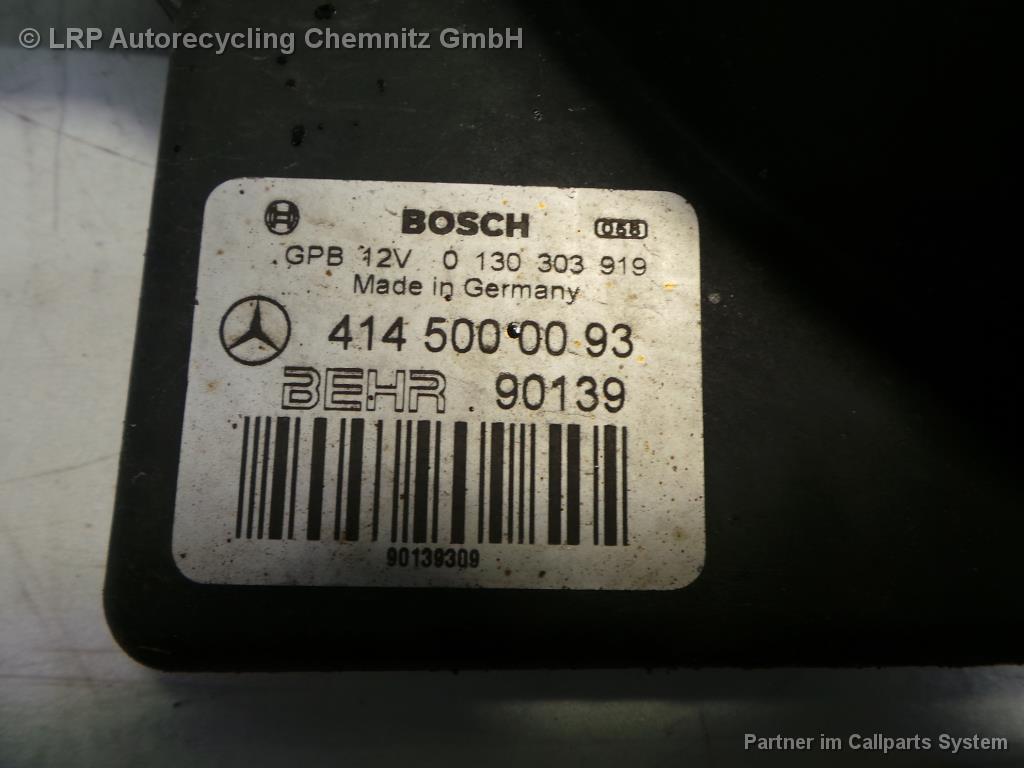 © LRP Autorecycling Chemnitz GmbH
BOSCH 058
GPB 12V 0 130 303 919
Made in Germany
414 500 00 93
BEHR 90139
90139309
Partner im Callparts System